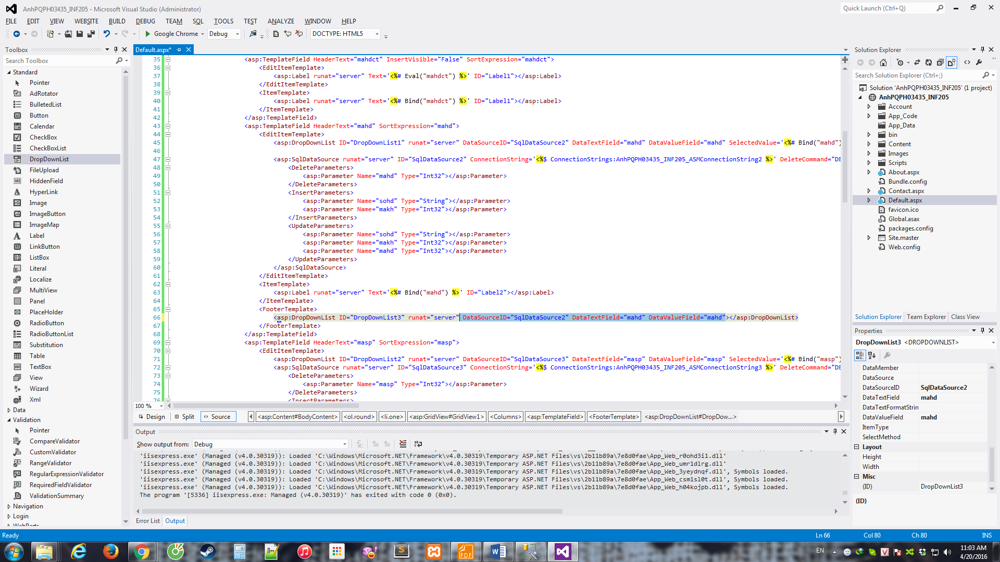 AnhPQPH03435_INF205 - Microsoft Visual Studio (Administrator)
Quick Launch (Ctrl+Q)
FILE EDIT VIEW WEBSITE BUILD DEBUG TEAM SQL TOOLS TEST ANALYZE WINDOW HELP
Google Chrome Debug DOCTYPE: HTML5
Toolbox
Search Toolbox
Standard
Pointer
AdRotator
BulletedList
Button
Calendar
CheckBox
CheckBoxList
DropDownList
FileUpload
HiddenField
HyperLink
Image
ImageButton
ImageMap
Label
LinkButton
ListBox
Literal
Localize
MultiView
Panel
PlaceHolder
RadioButton
RadioButtonList
Substitution
Table
TextBox
View
Wizard
Xml
Data
Validation
Pointer
CompareValidator
CustomValidator
RangeValidator
RegularExpressionValidator
RequiredFieldValidator
ValidationSummary
Navigation
Login
WebParts
Default.aspx*
35 <asp:TemplateField HeaderText="mahdct" InsertVisible="False" SortExpression="mahdct">
36 <EditItemTemplate>
37 <asp:Label runat="server" Text='<%# Eval("mahdct") %>' ID="Label1"></asp:Label>
38 </EditItemTemplate>
39 <ItemTemplate>
40 <asp:Label runat="server" Text='<%# Bind("mahdct") %>' ID="Label1"></asp:Label>
41 </ItemTemplate>
42 </asp:TemplateField>
43 <asp:TemplateField HeaderText="mahd" SortExpression="mahd">
44 <EditItemTemplate>
45 <asp:DropDownList ID="DropDownList1" runat="server" DataSourceID="SqlDataSource2" DataTextField="mahd" DataValueField="mahd" SelectedValue='<%# Bind("mahd")
46
47 <asp:SqlDataSource runat="server" ID="SqlDataSource2" ConnectionString='<%$ ConnectionStrings:AnhPQPH03435_INF205_ASMConnectionString2 %>' DeleteCommand="DE
48 <DeleteParameters>
49 <asp:Parameter Name="mahd" Type="Int32"></asp:Parameter>
50 </DeleteParameters>
51 <InsertParameters>
52 <asp:Parameter Name="sohd" Type="String"></asp:Parameter>
53 <asp:Parameter Name="makh" Type="Int32"></asp:Parameter>
54 </InsertParameters>
55 <UpdateParameters>
56 <asp:Parameter Name="sohd" Type="String"></asp:Parameter>
57 <asp:Parameter Name="makh" Type="Int32"></asp:Parameter>
58 <asp:Parameter Name="mahd" Type="Int32"></asp:Parameter>
59 </UpdateParameters>
60 </asp:SqlDataSource>
61 </EditItemTemplate>
62 <ItemTemplate>
63 <asp:Label runat="server" Text='<%# Bind("mahd") %>' ID="Label2"></asp:Label>
64 </ItemTemplate>
65 <FooterTemplate>
66 <asp:DropDownList ID="DropDownList3" runat="server" DataSourceID="SqlDataSource2" DataTextField="mahd" DataValueField="mahd"></asp:DropDownList>
67 </FooterTemplate>
68 </asp:TemplateField>
69 <asp:TemplateField HeaderText="masp" SortExpression="masp">
70 <EditItemTemplate>
71 <asp:DropDownList ID="DropDownList2" runat="server" DataSourceID="SqlDataSource3" DataTextField="masp" DataValueField="masp" SelectedValue='<%# Bind("masp")
72 <asp:SqlDataSource runat="server" ID="SqlDataSource3" ConnectionString='<%$ ConnectionStrings:AnhPQPH03435_INF205_ASMConnectionString3 %>' DeleteCommand="DE
73 <DeleteParameters>
74 <asp:Parameter Name="masp" Type="Int32"></asp:Parameter>
75 </DeleteParameters>
76 <InsertParameters>
100 %
Design Split Source <asp:Content#BodyContent> <ol.round> <li.one> <asp:GridView#GridView1> <Columns> <asp:TemplateField> <FooterTemplate> <asp:DropDownList#DropDow...>
Output
Show output from: Debug
'iisexpress.exe' (Managed (v4.0.30319)): Loaded 'C:\Windows\Microsoft.NET\Framework\v4.0.30319\Temporary ASP.NET Files\vs\2b11b89a\7e8d0fae\App_Web_r0ohd3i1.dll'
'iisexpress.exe' (Managed (v4.0.30319)): Loaded 'C:\Windows\Microsoft.NET\Framework\v4.0.30319\Temporary ASP.NET Files\vs\2b11b89a\7e8d0fae\App_Web_umr1dlrg.dll'
'iisexpress.exe' (Managed (v4.0.30319)): Loaded 'C:\Windows\Microsoft.NET\Framework\v4.0.30319\Temporary ASP.NET Files\vs\2b11b89a\7e8d0fae\App_Web_3yeydnqf.dll', Symbols loaded.
'iisexpress.exe' (Managed (v4.0.30319)): Loaded 'C:\Windows\Microsoft.NET\Framework\v4.0.30319\Temporary ASP.NET Files\vs\2b11b89a\7e8d0fae\App_Web_csm1sl0t.dll', Symbols loaded.
'iisexpress.exe' (Managed (v4.0.30319)): Loaded 'C:\Windows\Microsoft.NET\Framework\v4.0.30319\Temporary ASP.NET Files\vs\2b11b89a\7e8d0fae\App_Web_h04kojpb.dll', Symbols loaded.
The program '[5336] iisexpress.exe: Managed (v4.0.30319)' has exited with code 0 (0x0).
Error List Output
Solution Explorer
Search Solution Explorer (Ctrl+;)
Solution 'AnhPQPH03435_INF205' (1 project)
AnhPQPH03435_INF205
Account
App_Code
App_Data
bin
Content
Images
Scripts
About.aspx
Bundle.config
Contact.aspx
Default.aspx
favicon.ico
Global.asax
packages.config
Site.master
Web.config
Solution Explorer Team Explorer Class View
Properties
DropDownList3 <DROPDOWNLIST>
DataMember
DataSource
DataSourceID SqlDataSource2
DataTextField mahd
DataTextFormatStrin
DataValueField mahd
ItemType
SelectMethod
Layout
Height
Width
Misc
(ID) DropDownList3
(ID)
Ready Ln 66 Col 80 Ch 80 INS
EN
11:03 AM
4/20/2016